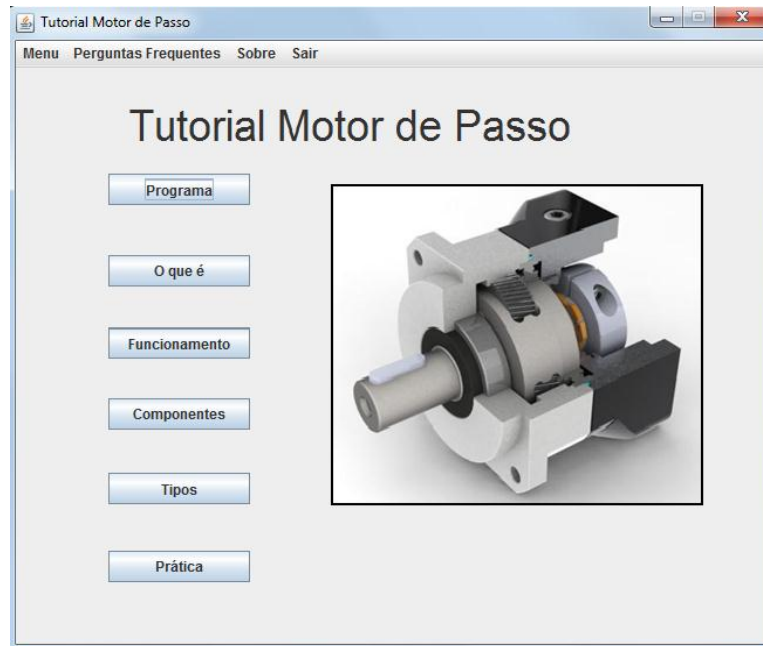 Tutorial Motor de Passo
Menu Perguntas Frequentes Sobre Sair
Tutorial Motor de Passo
Programa
O que é
Funcionamento
Componentes
Tipos
Prática